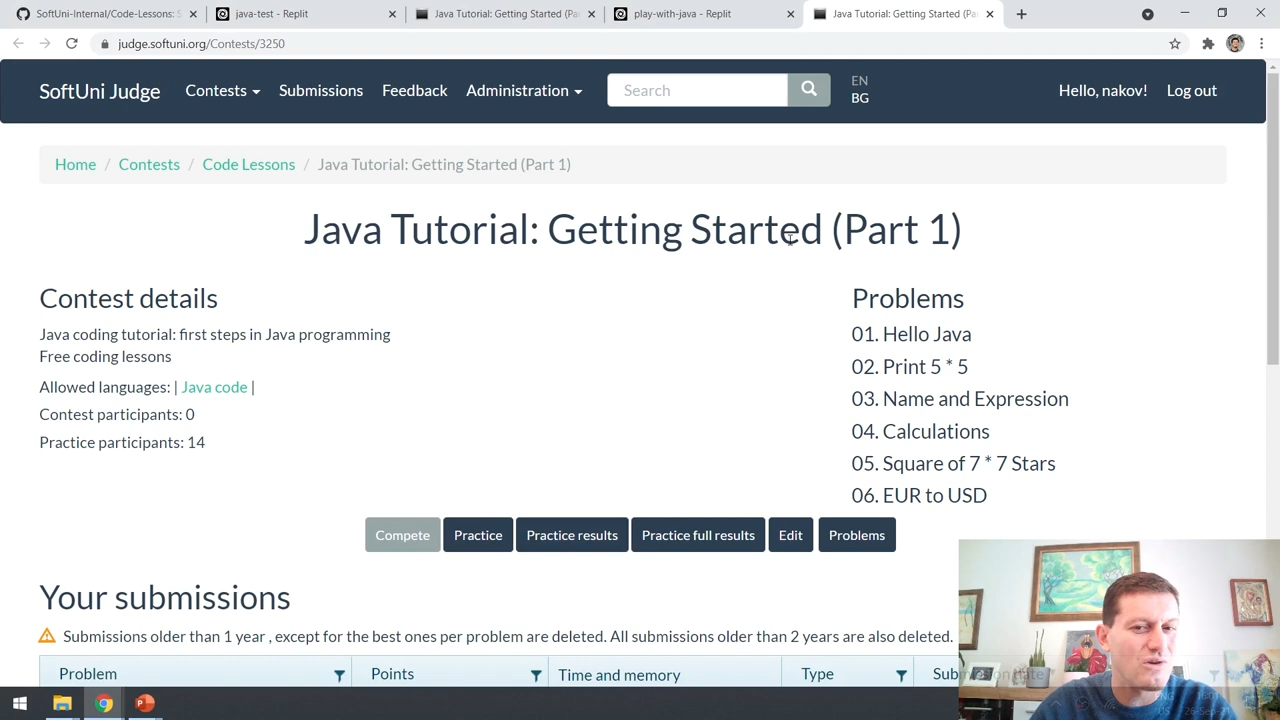 SoftUni-Internal/Code-Lessons: S
java-test - Replit
Java Tutorial: Getting Started (Pa
play-with-java - Replit
Java Tutorial: Getting Started (Pa
judge.softuni.org/Contests/3250
SoftUni Judge
Contests
Submissions
Feedback
Administration
Search
EN
BG
Hello, nakov!
Log out
Home / Contests / Code Lessons / Java Tutorial: Getting Started (Part 1)
Java Tutorial: Getting Started (Part 1)
Contest details
Java coding tutorial: first steps in Java programming
Free coding lessons
Allowed languages: | Java code |
Contest participants: 0
Practice participants: 14
Problems
01. Hello Java
02. Print 5 * 5
03. Name and Expression
04. Calculations
05. Square of 7 * 7 Stars
06. EUR to USD
Compete
Practice
Practice results
Practice full results
Edit
Problems
Your submissions
Submissions older than 1 year , except for the best ones per problem are deleted. All submissions older than 2 years are also deleted.
Problem
Points
Time and memory
Type